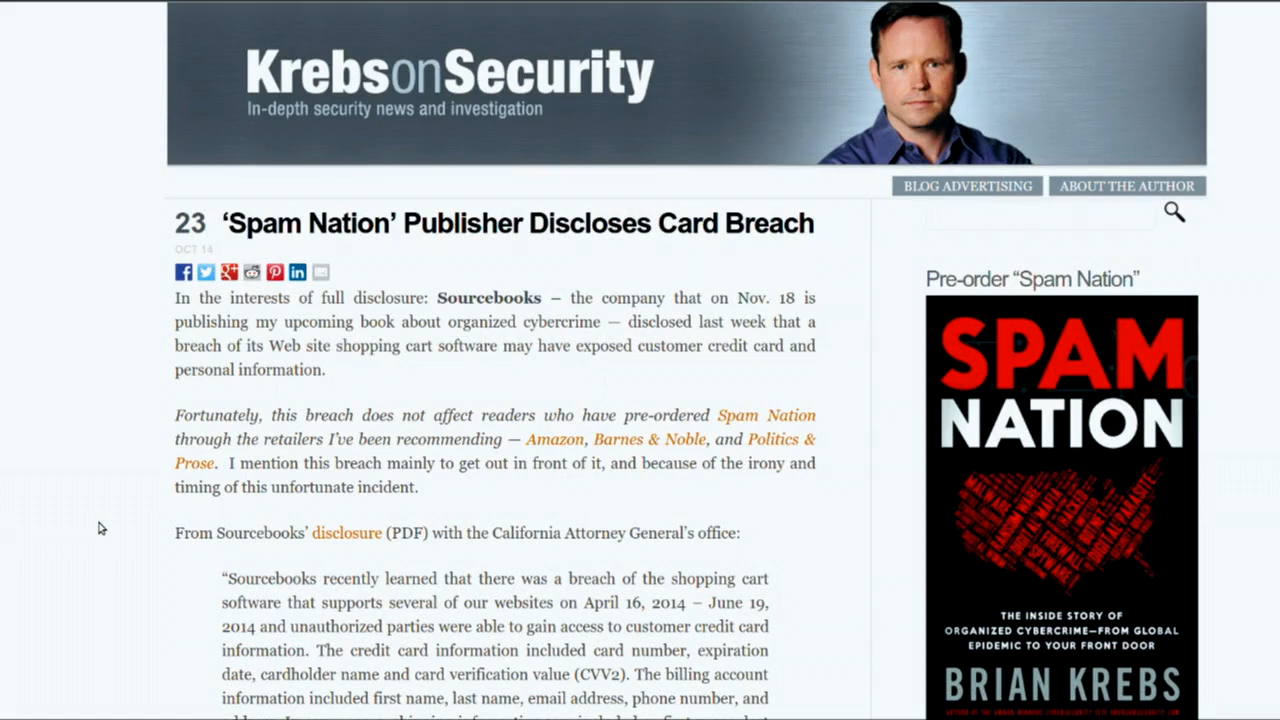 KrebsonSecurity
In-depth security news and investigation
BLOG ADVERTISING
ABOUT THE AUTHOR
23 ‘Spam Nation’ Publisher Discloses Card Breach
OCT 14
In the interests of full disclosure: Sourcebooks – the company that on Nov. 18 is
publishing my upcoming book about organized cybercrime — disclosed last week that a
breach of its Web site shopping cart software may have exposed customer credit card and
personal information.
Fortunately, this breach does not affect readers who have pre-ordered Spam Nation
through the retailers I’ve been recommending — Amazon, Barnes & Noble, and Politics &
Prose. I mention this breach mainly to get out in front of it, and because of the irony and
timing of this unfortunate incident.
From Sourcebooks’ disclosure (PDF) with the California Attorney General’s office:
“Sourcebooks recently learned that there was a breach of the shopping cart
software that supports several of our websites on April 16, 2014 – June 19,
2014 and unauthorized parties were able to gain access to customer credit card
information. The credit card information included card number, expiration
date, cardholder name and card verification value (CVV2). The billing account
information included first name, last name, email address, phone number, and
Pre-order “Spam Nation”
SPAM
NATION
THE INSIDE STORY OF
ORGANIZED CYBERCRIME—FROM GLOBAL
EPIDEMIC TO YOUR FRONT DOOR
BRIAN KREBS